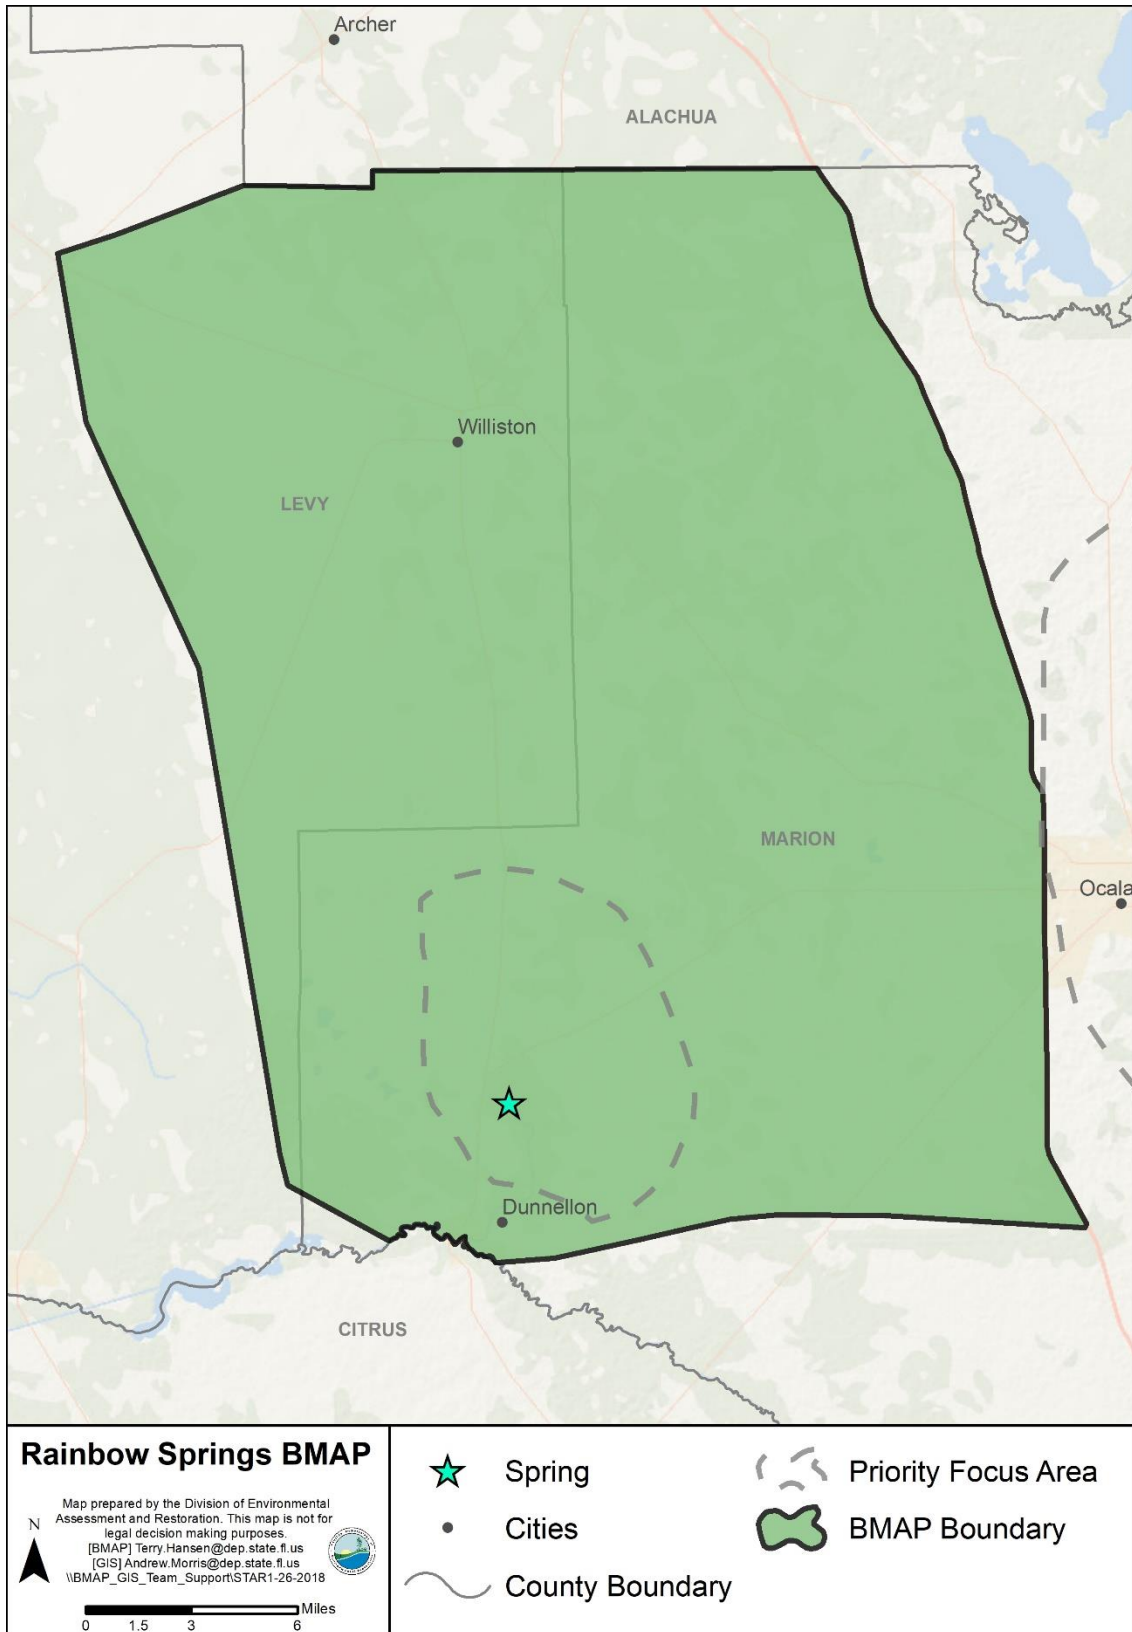 Archer
ALACHUA
Williston
LEVY
MARION
Ocala
Dunnellon
CITRUS
Rainbow Springs BMAP
Map prepared by the Division of Environmental
Assessment and Restoration. This map is not for
legal decision making purposes.
[BMAP] Terry.Hansen@dep.state.fl.us
[GIS] Andrew.Morris@dep.state.fl.us
\\BMAP_GIS_Team_Support\STAR1-26-2018
N
Miles
0 1.5 3 6
Spring
Cities
County Boundary
Priority Focus Area
BMAP Boundary